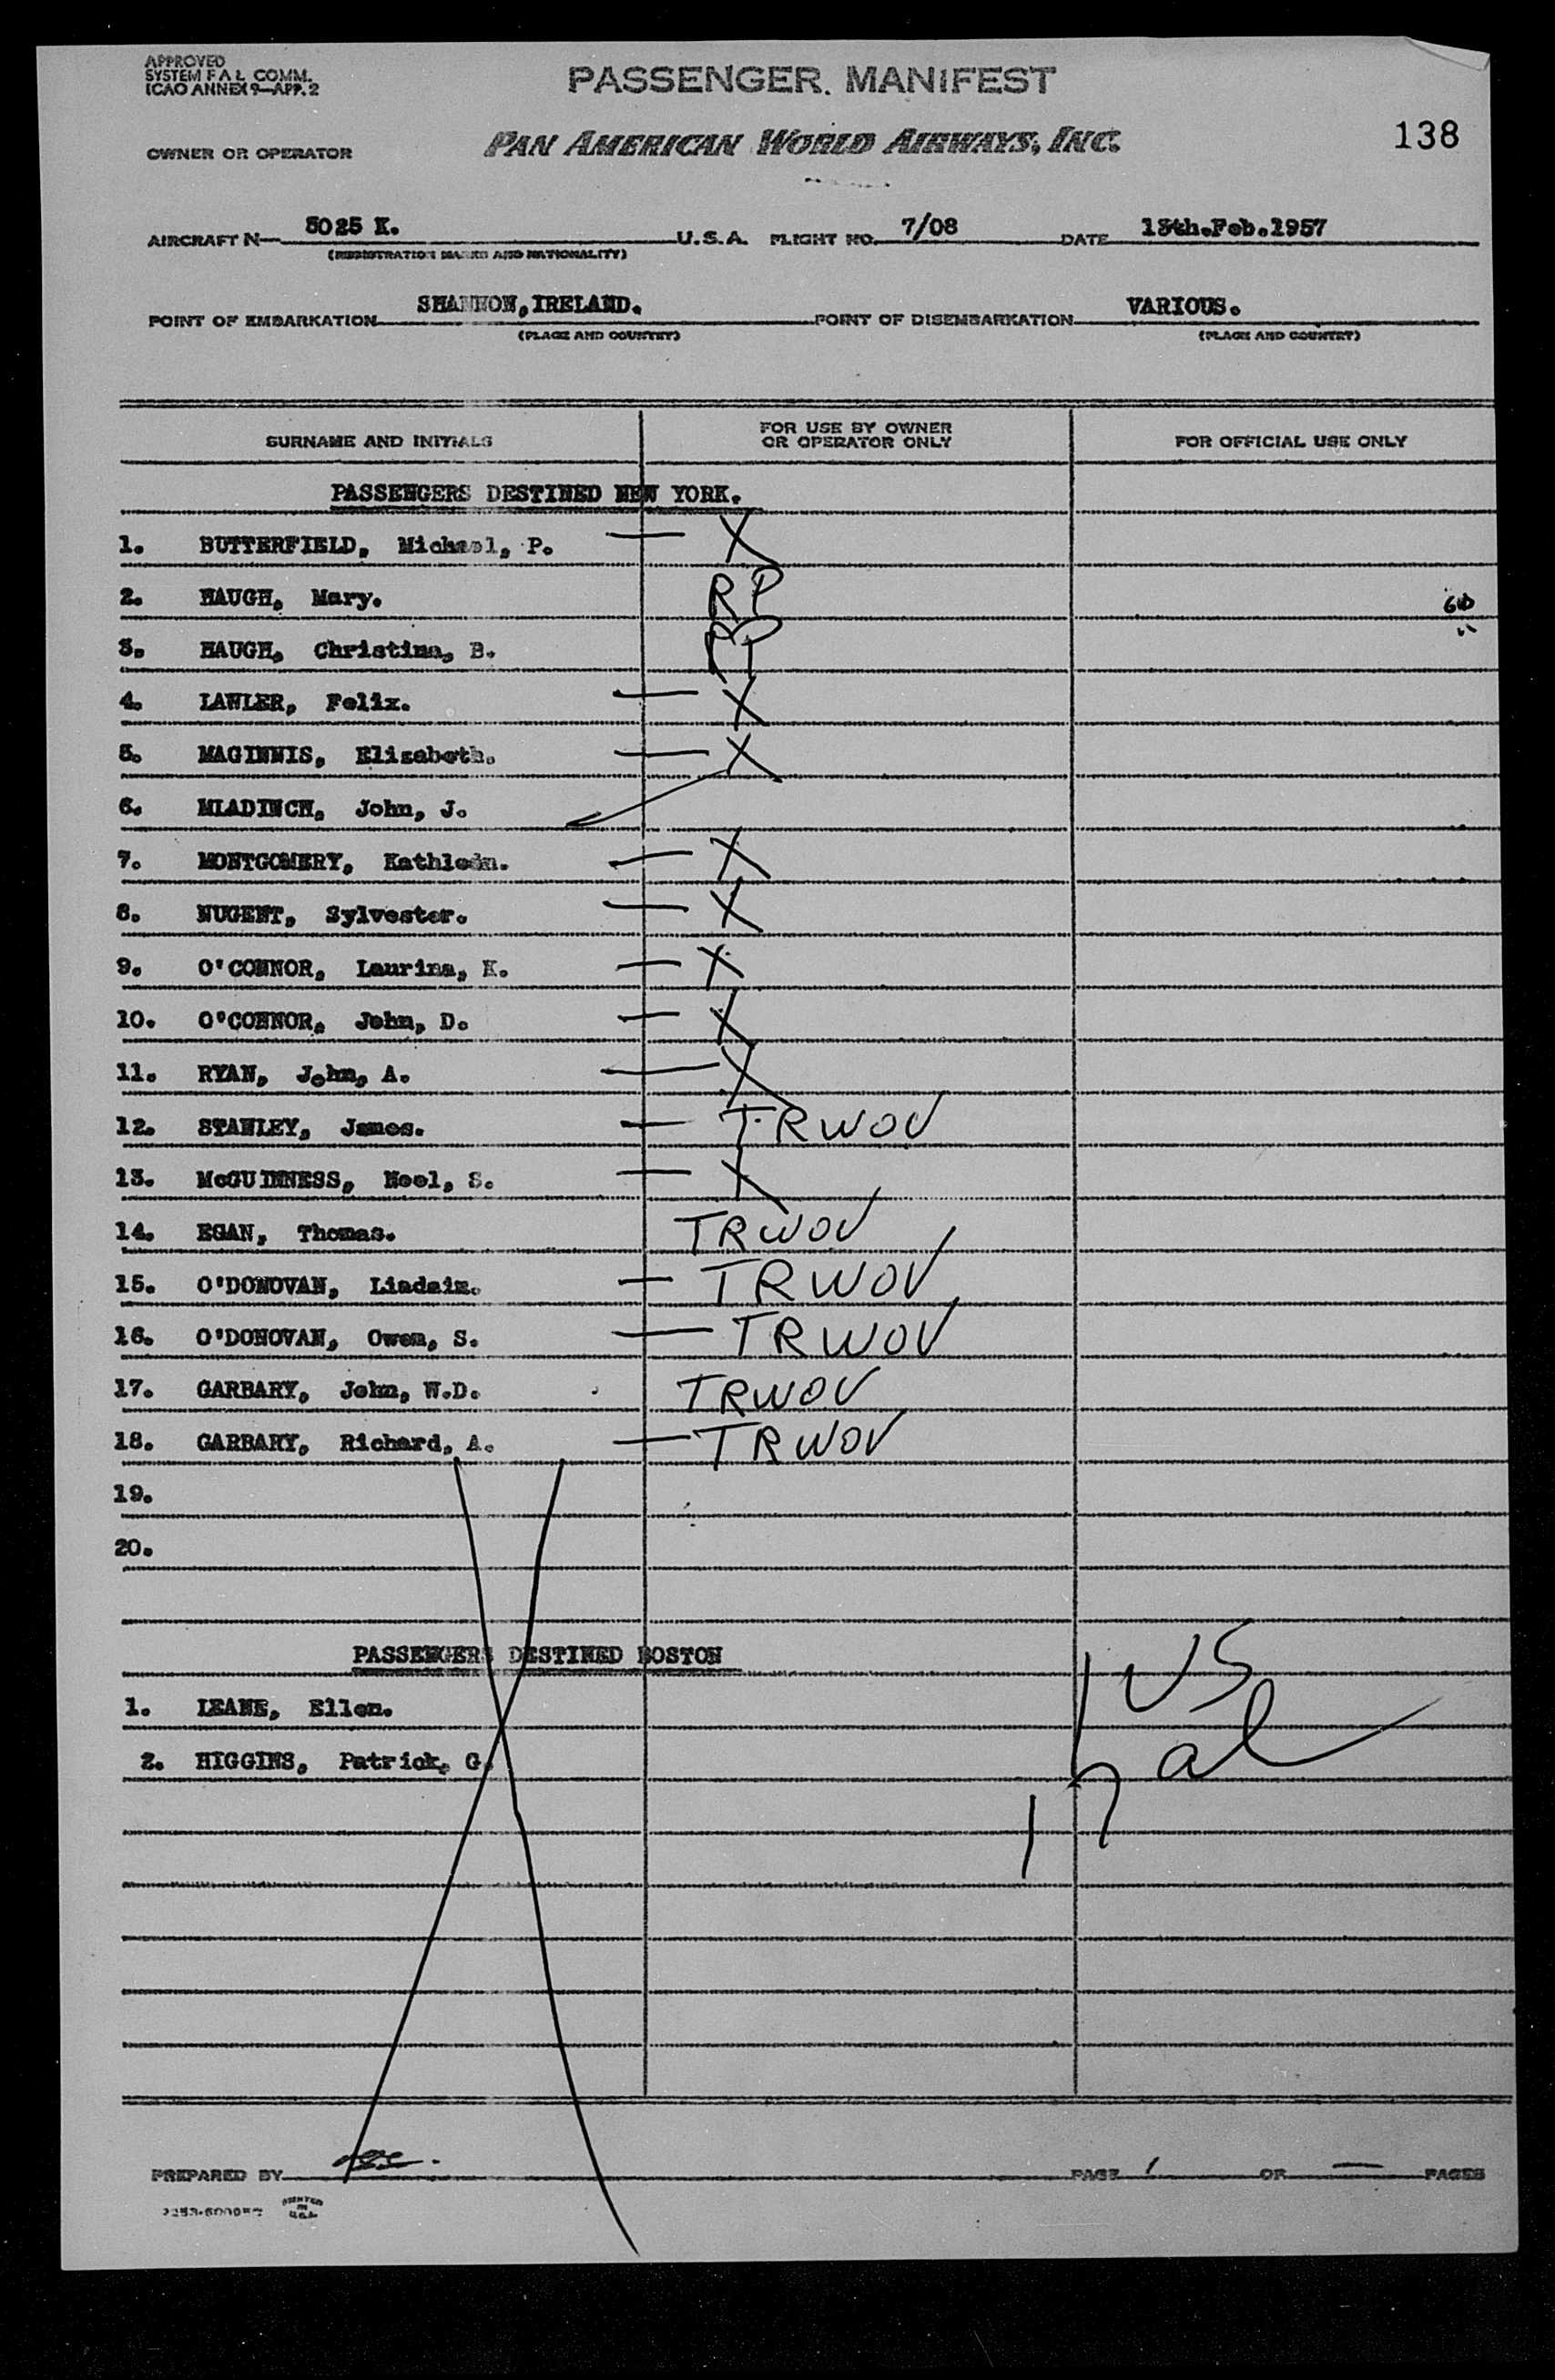 APPROVED
SYSTEM F A L COMM.
ICAO ANNEX 9—APP. 2
PASSENGER MANIFEST
OWNER OR OPERATOR PAN AMERICAN WORLD AIRWAYS, INC.
138
AIRCRAFT N— 5025 K. U.S.A. FLIGHT NO. 7/08 DATE 13th.Feb.1957
(REGISTRATION MARKS AND NATIONALITY)
POINT OF EMBARKATION SHANNON,IRELAND. POINT OF DISEMBARKATION VARIOUS.
(PLACE AND COUNTRY) (PLACE AND COUNTRY)
SURNAME AND INITIALS FOR USE BY OWNER OR OPERATOR ONLY FOR OFFICIAL USE ONLY
PASSENGERS DESTINED NEW YORK.
1. BUTTERFIELD, Michael, P. — X
2. HAUGH, Mary. RP
3. HAUGH, Christina, B. RP "
4. LAWLER, Felix. — X
5. MAGINNIS, Elizabeth. — X
6. MLADINCH, John, J.
7. MONTGOMERY, Kathleen. — X
8. NUGENT, Sylvester. — X
9. O'CONNOR, Laurina, K. — X
10. O'CONNOR, John, D. — X
11. RYAN, John, A. — X
12. STANLEY, James. — TRWOV
13. McGUINNESS, Noel, S. — X
14. EGAN, Thomas. TRWOV
15. O'DONOVAN, — TRWOV
16. O'DONOVAN, Owen, S. — TRWOV
17. GARBARY, John, W.D. TRWOV
18. GARBARY, Richard, A. — TRWOV
19.
20.
PASSENGERS DESTINED BOSTON
1. LEANE, Ellen.
2. HIGGINS, Patrick, G.
1 US
17 al
PREPARED BY PAGE 1 OF — PAGES
PRINTED IN U.S.A.